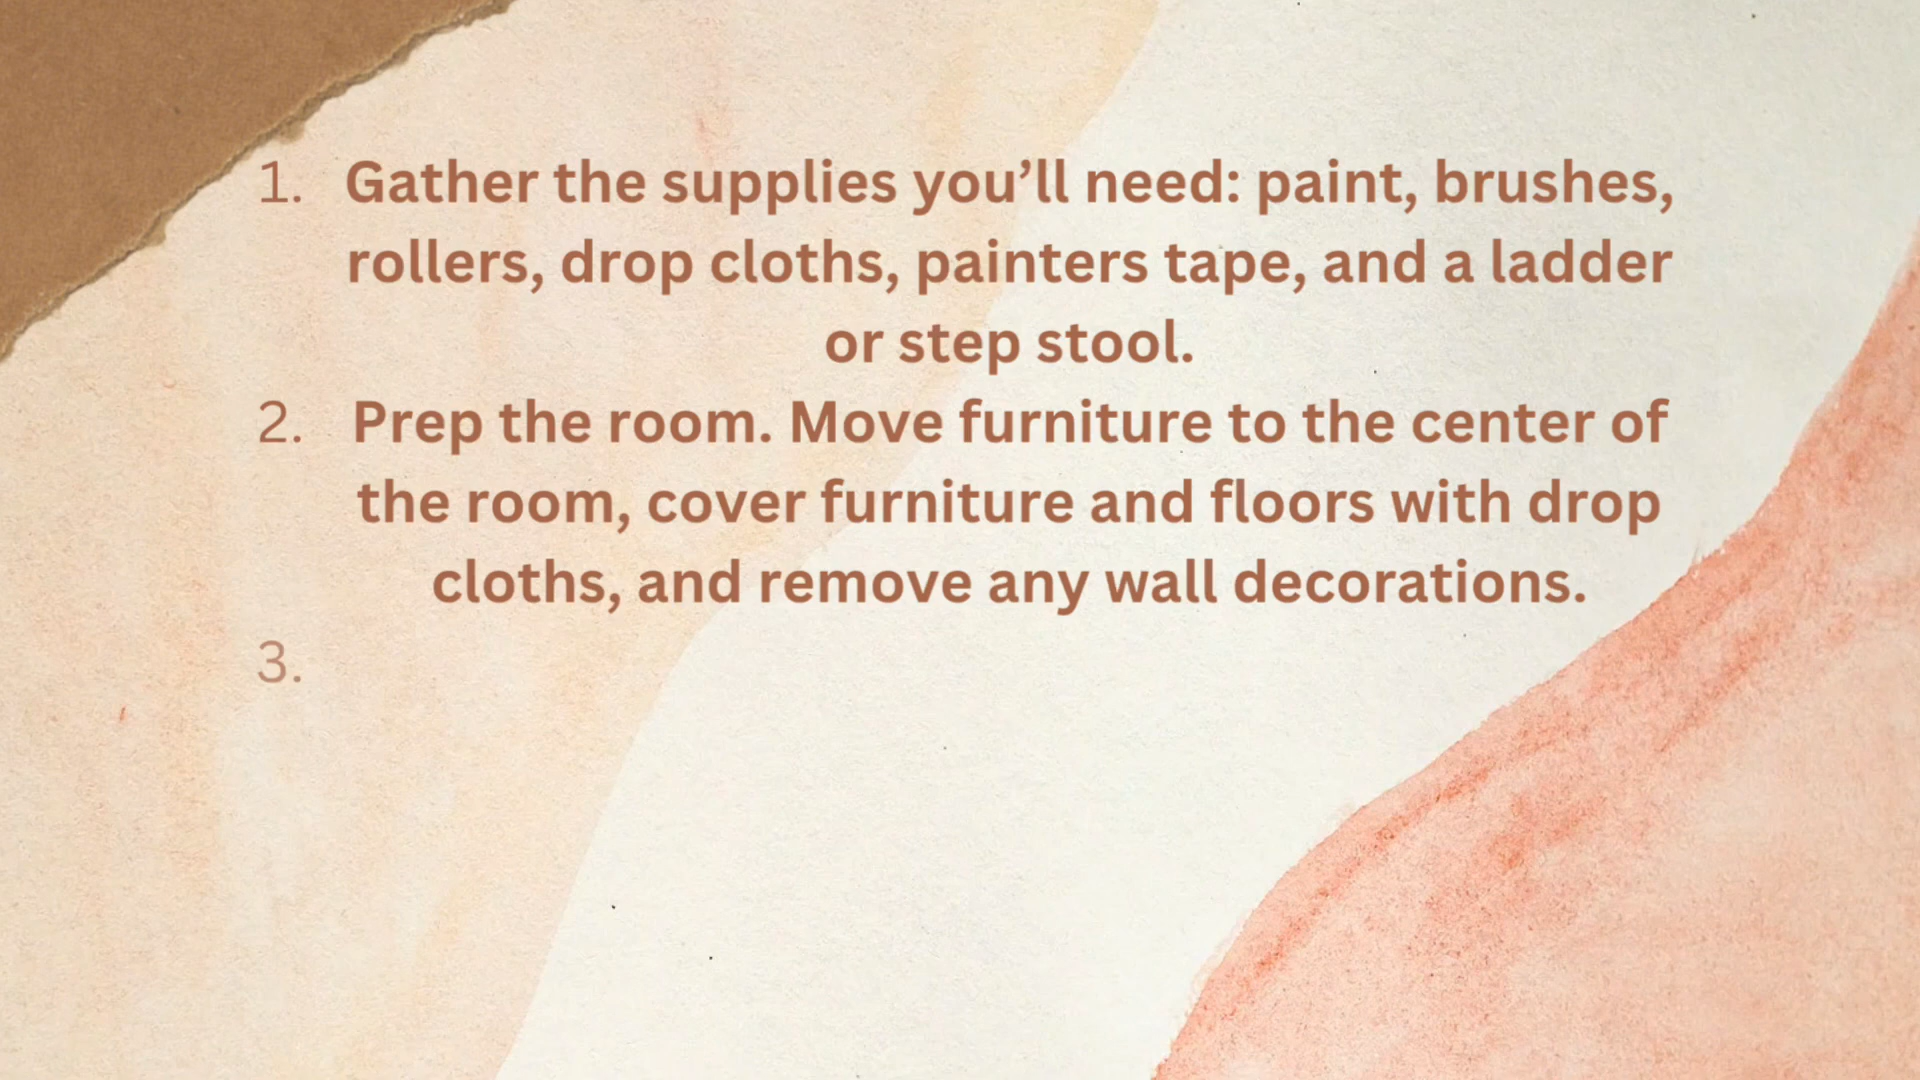 1. Gather the supplies you’ll need: paint, brushes,
rollers, drop cloths, painters tape, and a ladder
or step stool.
2. Prep the room. Move furniture to the center of
the room, cover furniture and floors with drop
cloths, and remove any wall decorations.
3.